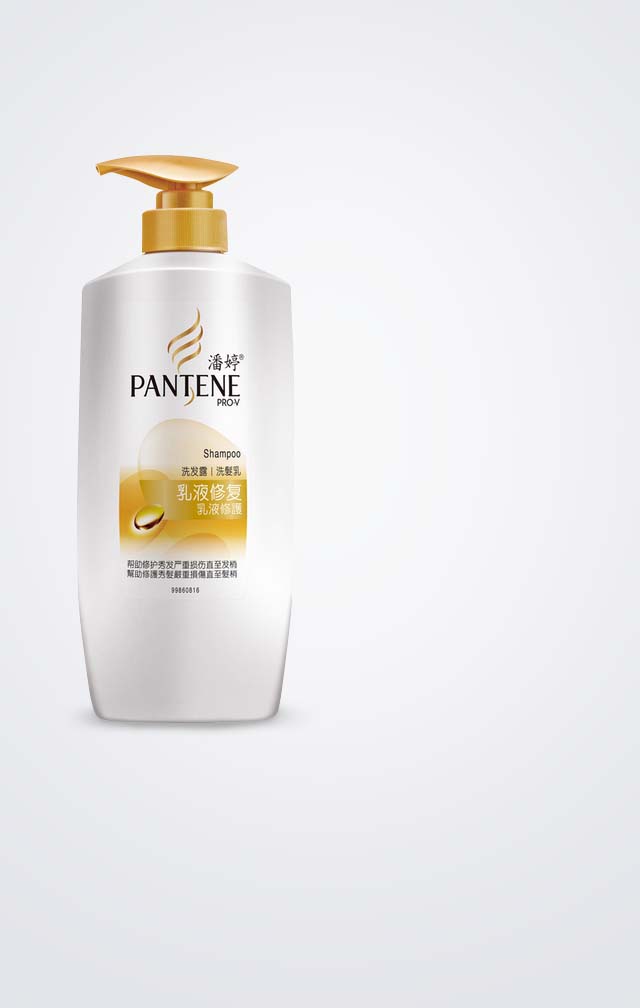 潘婷®
PANTENE
PRO-V
Shampoo
洗发露 | 洗髮乳
乳液修复
乳液修護
帮助修护秀发严重损伤直至发梢
幫助修護秀髮嚴重損傷直至髮梢
99860816